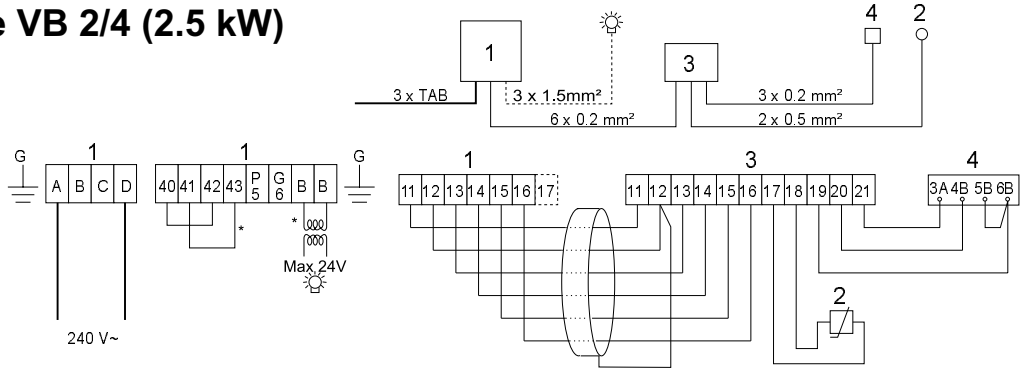 e VB 2/4 (2.5 kW)
4 2
1
3
3 x TAB 3 x 1.5mm² 3 x 0.2 mm²
6 x 0.2 mm² 2 x 0.5 mm²
G 1 1 G 1 3 4
A B C D 40 41 42 43 P5 G6 B B 11 12 13 14 15 16 17 11 12 13 14 15 16 17 18 19 20 21 3A 4B 5B 6B
* *
Max 24V
2
240 V~